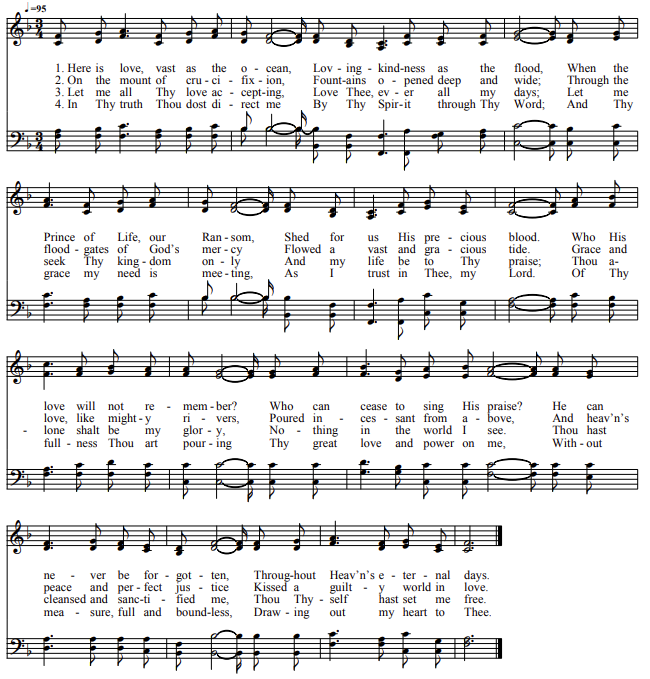 ♩=95
1. Here is love, vast as the o - cean, Lov - ing - kind-ness as the flood, When the
2. On the mount of cru - ci - fix - ion, Fount-ains o - pened deep and wide; Through the
3. Let me all Thy love ac - cept-ing, Love Thee, ev - er all my days; Let me
4. In Thy truth Thou dost di - rect me By Thy Spir-it through Thy Word; And Thy
Prince of Life, our Ran - som, Shed for us His pre - cious blood. Who His
flood - gates of God's mer - cy Flowed a vast and gra - cious tide. Grace and
seek Thy king - dom on - ly And my life be to Thy praise; Thou a-
grace my need is mee - ting, As I trust in Thee, my Lord. Of Thy
love will not re - mem - ber? Who can cease to sing His praise? He can
love, like might - y ri - vers, Poured in - ces - sant from a - bove, And heav'n's
- lone shalt be my glor - y, No - thing in the world I see. Thou hast
full - ness Thou art pour - ing Thy great love and power on me, With - out
ne - ver be for - got - ten, Through-out Heav'n's e - ter - nal days.
peace and per - fect jus - tice Kissed a guilt - y world in love.
cleansed and sanc - ti - fied me, Thou Thy - self hast set me free.
mea - sure, full and bound-less, Draw - ing out my heart to Thee.